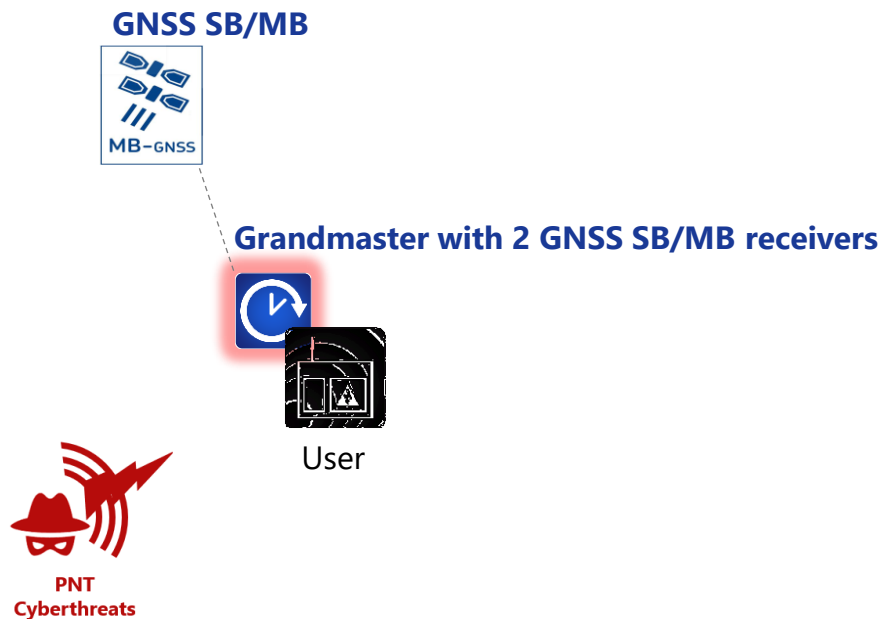 GNSS SB/MB
MB-GNSS
Grandmaster with 2 GNSS SB/MB receivers
User
PNT
Cyberthreats